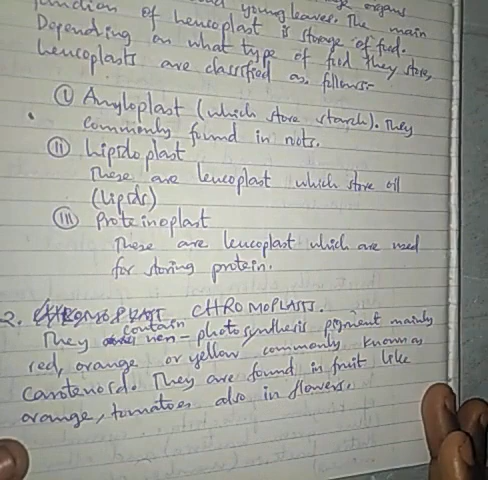 function of leucoplast is storage of food.
young leaves. The main
Depending on what type of food they store,
Leucoplasts are classified as follows:-
(i) Amyloplast (which store starch). They
commonly found in roots.
(ii) Lipidoplast
These are leucoplast which store oil
(Lipids)
(iii) Proteinoplast
These are leucoplast which are used
for storing protein.
2. CHROMOPLASTS.
They contain non-photosynthesis pigment mainly
red, orange or yellow commonly known as
carotenoid. They are found in fruit like
orange, tomatoes also in flowers.